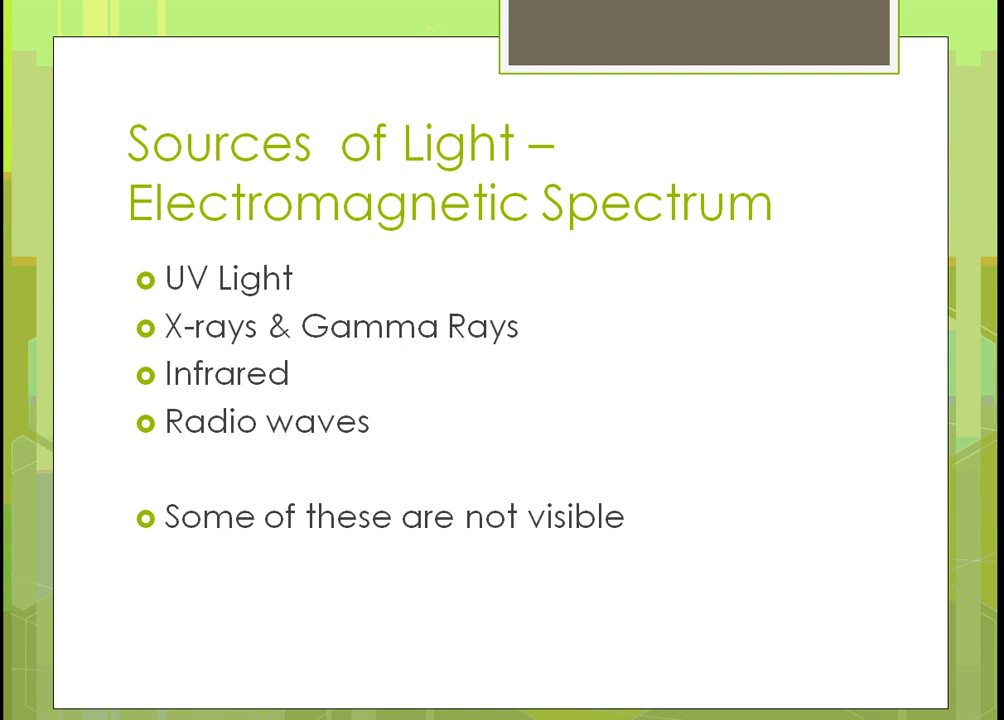 Sources of Light –
Electromagnetic Spectrum
UV Light
X-rays & Gamma Rays
Infrared
Radio waves
Some of these are not visible